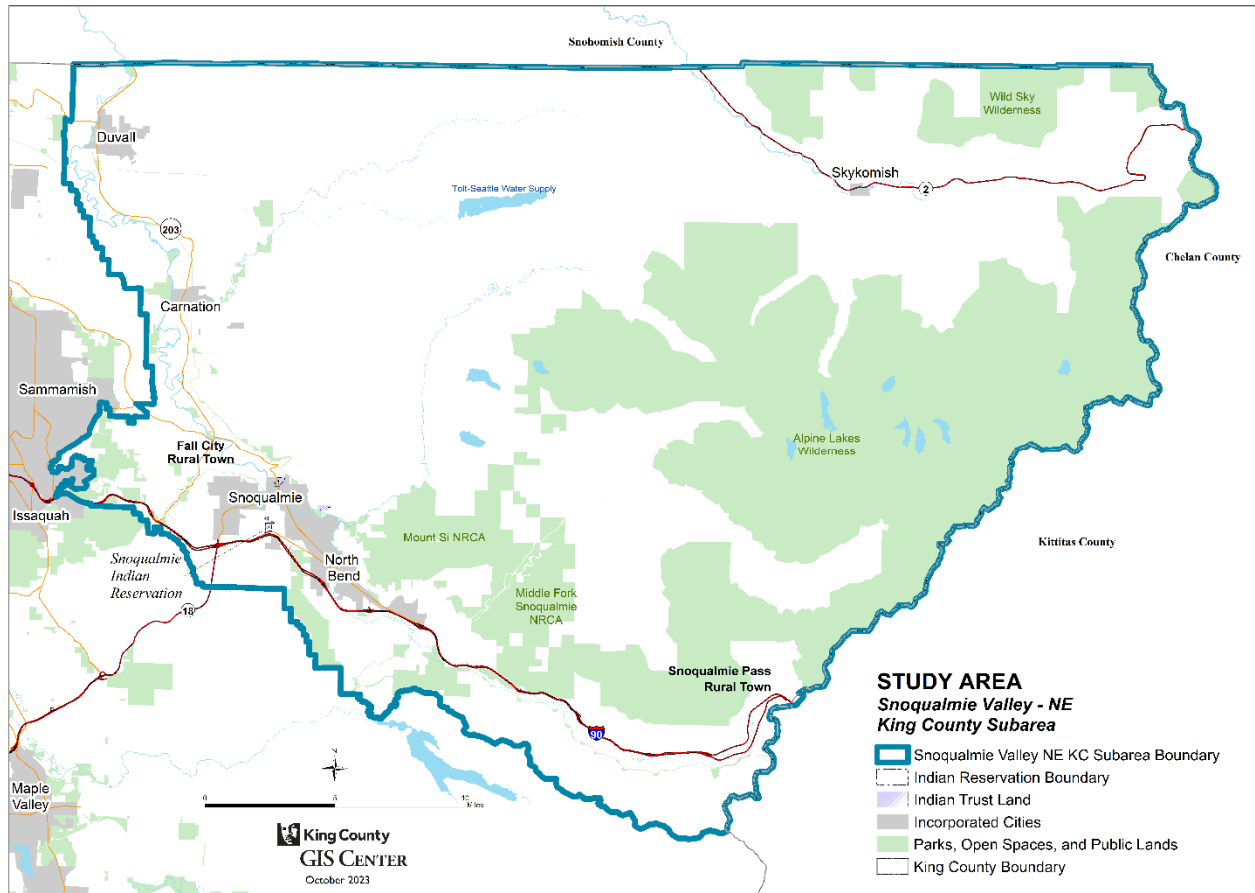 Snohomish County
Wild Sky
Wilderness
Duvall
Skykomish
2
Tolt-Seattle Water Supply
203
Chelan County
Carnation
Sammamish
Alpine Lakes
Wilderness
Fall City
Rural Town
Snoqualmie
Issaquah
Mount Si NRCA
Kittitas County
Snoqualmie
Indian
Reservation
North
Bend
Middle Fork
Snoqualmie
NRCA
18
Snoqualmie Pass
Rural Town
90
Maple
Valley
0
5
10
Miles
King County
GIS CENTER
October 2023
STUDY AREA
Snoqualmie Valley - NE
King County Subarea
Snoqualmie Valley NE KC Subarea Boundary
Indian Reservation Boundary
Indian Trust Land
Incorporated Cities
Parks, Open Spaces, and Public Lands
King County Boundary